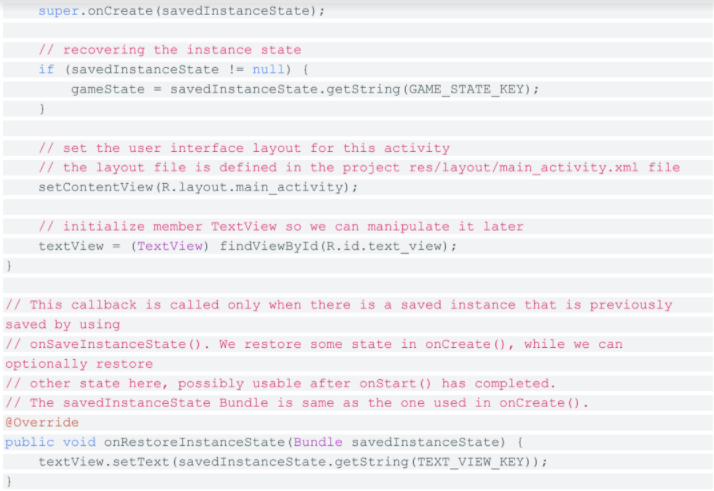 super.onCreate(savedInstanceState);
// recovering the instance state
if (savedInstanceState != null) {
gameState = savedInstanceState.getString(GAME_STATE_KEY);
}
// set the user interface layout for this activity
// the layout file is defined in the project res/layout/main_activity.xml file
setContentView(R.layout.main_activity);
// initialize member TextView so we can manipulate it later
textView = (TextView) findViewById(R.id.text_view);
}
// This callback is called only when there is a saved instance that is previously
saved by using
// onSaveInstanceState(). We restore some state in onCreate(), while we can
optionally restore
// other state here, possibly usable after onStart() has completed.
// The savedInstanceState Bundle is same as the one used in onCreate().
@Override
public void onRestoreInstanceState(Bundle savedInstanceState) {
textView.setText(savedInstanceState.getString(TEXT_VIEW_KEY));
}